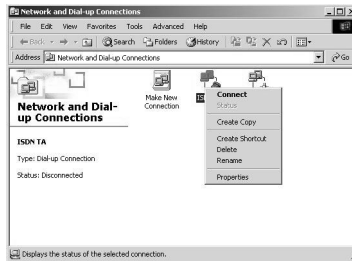 Network and Dial-up Connections
File Edit View Favorites Tools Advanced Help
Back Search Folders History
Address Network and Dial-up Connections Go
Network and Dial-
up Connections
ISDN TA
Type: Dial-up Connection
Status: Disconnected
Make New
Connection
Connect
Status
Create Copy
Create Shortcut
Delete
Rename
Properties
Displays the status of the selected connection.